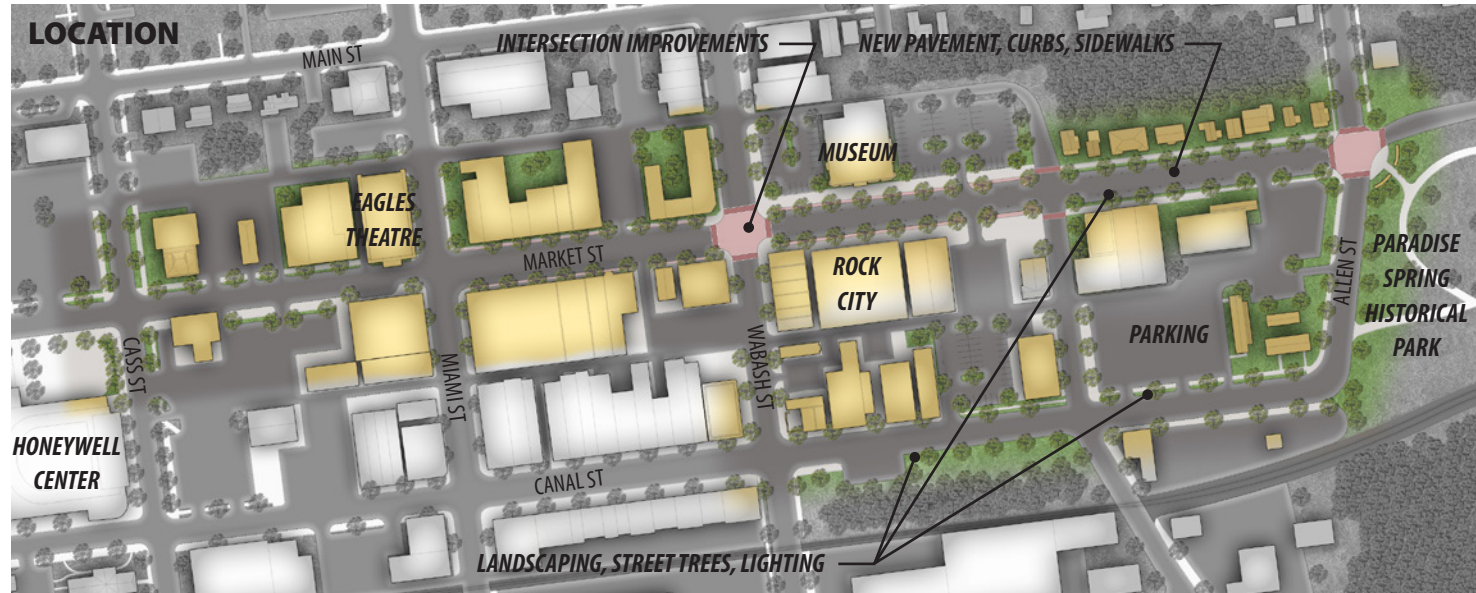 LOCATION
MAIN ST
INTERSECTION IMPROVEMENTS
NEW PAVEMENT, CURBS, SIDEWALKS
MUSEUM
EAGLES
THEATRE
MARKET ST
ROCK
CITY
PARADISE
SPRING
HISTORICAL
PARK
ALLEN ST
PARKING
CASS ST
MIAMI ST
WABASH ST
HONEYWELL
CENTER
CANAL ST
LANDSCAPING, STREET TREES, LIGHTING